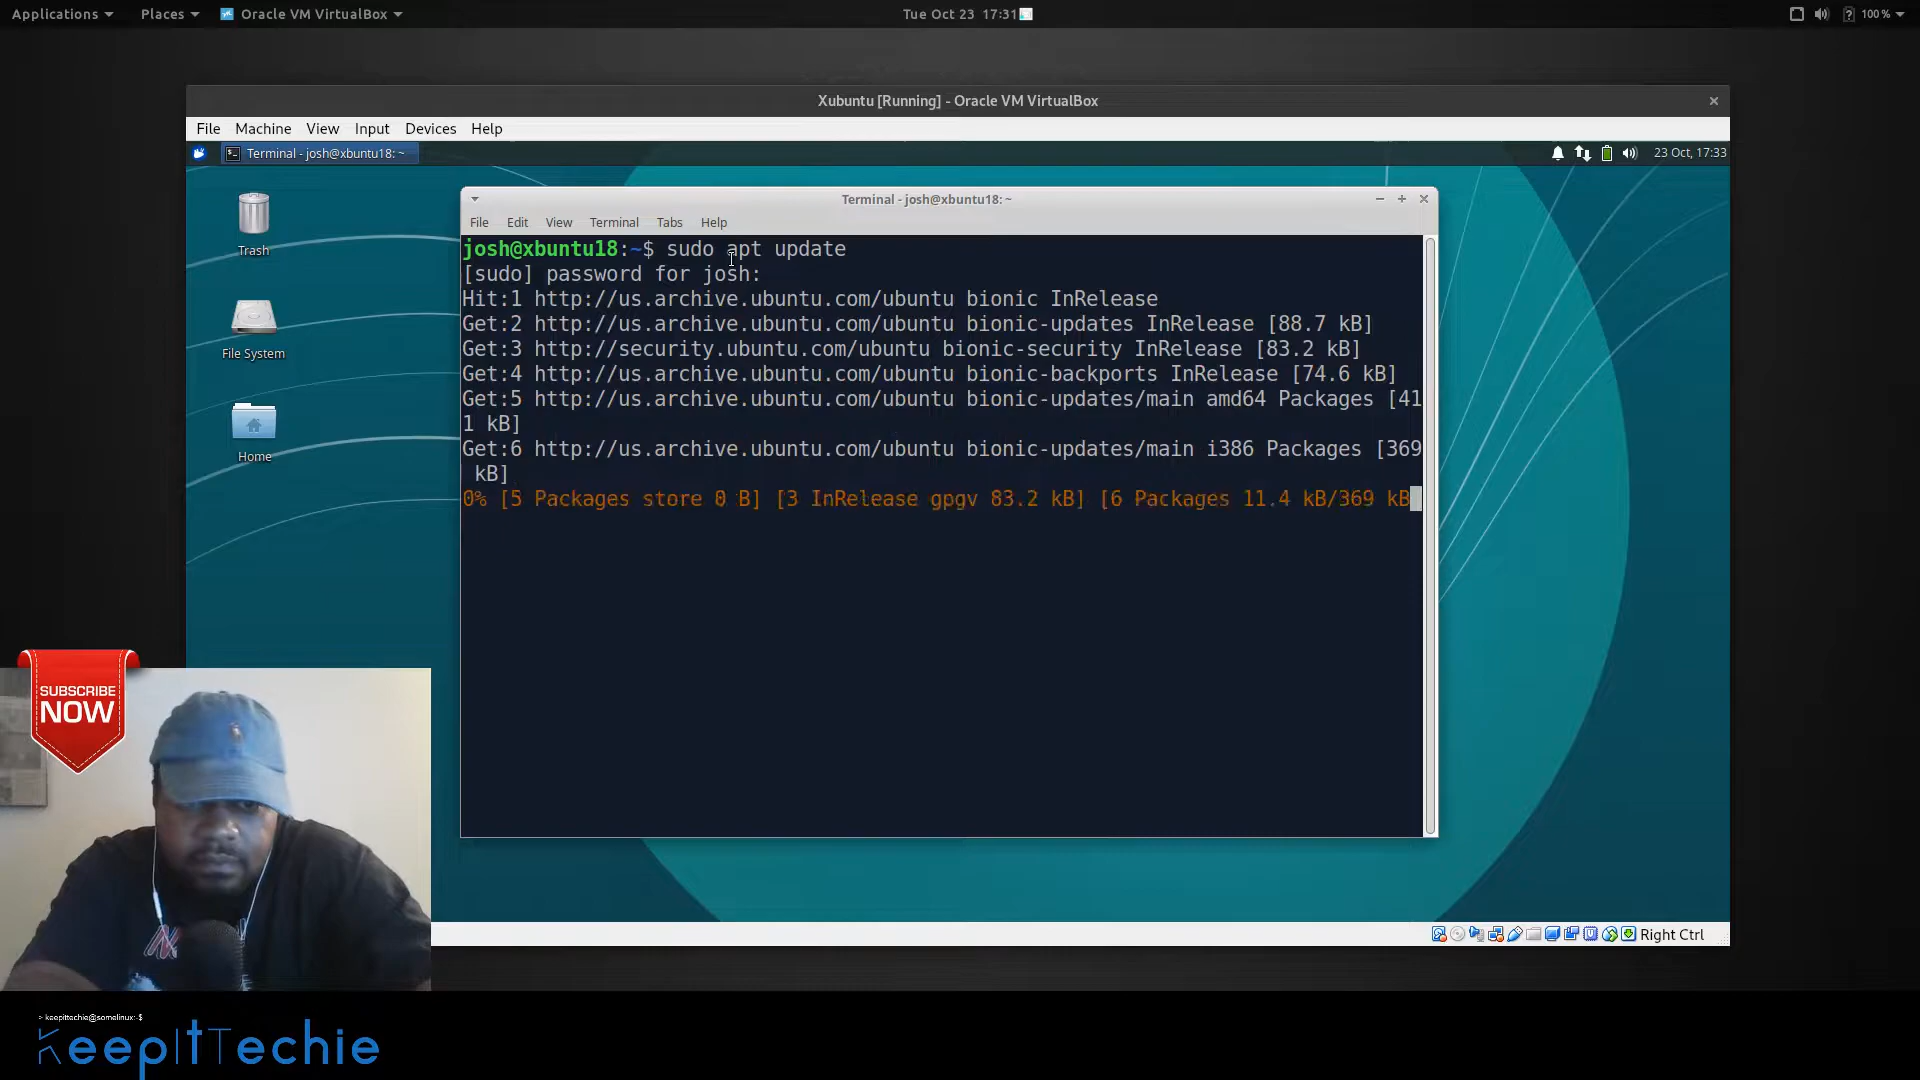 Applications
Places
Oracle VM VirtualBox
Tue Oct 23 17:31
100 %
Xubuntu [Running] - Oracle VM VirtualBox
File Machine View Input Devices Help
Terminal - josh@xbuntu18: ~
23 Oct, 17:33
Trash
File System
Home
Terminal - josh@xbuntu18: ~
File Edit View Terminal Tabs Help
josh@xbuntu18:~$ sudo apt update
[sudo] password for josh:
Hit:1 http://us.archive.ubuntu.com/ubuntu bionic InRelease
Get:2 http://us.archive.ubuntu.com/ubuntu bionic-updates InRelease [88.7 kB]
Get:3 http://security.ubuntu.com/ubuntu bionic-security InRelease [83.2 kB]
Get:4 http://us.archive.ubuntu.com/ubuntu bionic-backports InRelease [74.6 kB]
Get:5 http://us.archive.ubuntu.com/ubuntu bionic-updates/main amd64 Packages [41
1 kB]
Get:6 http://us.archive.ubuntu.com/ubuntu bionic-updates/main i386 Packages [369
kB]
0% [5 Packages store 0 B] [3 InRelease gpgv 83.2 kB] [6 Packages 11.4 kB/369 kB
SUBSCRIBE
NOW
Right Ctrl
> keepittechie@somelinux:~$
KeepItTechie